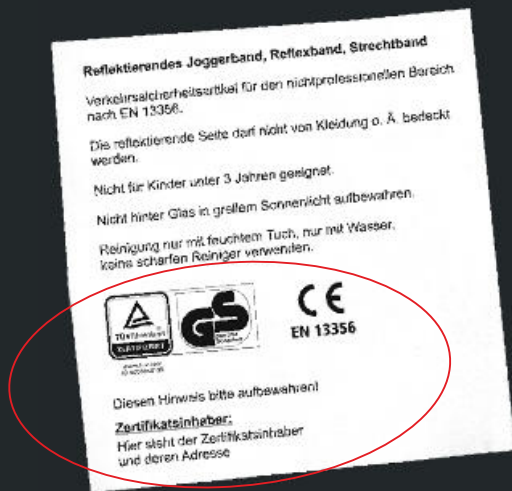 Reflektierendes Joggerband, Reflexband, Strechtband
Verkehrssicherheitsartikel für den nichtprofessionellen Bereich
nach EN 13356.
Die reflektierende Seite darf nicht von Kleidung o. Ä. bedeckt
werden.
Nicht für Kinder unter 3 Jahren geeignet.
Nicht hinter Glas in grellem Sonnenlicht aufbewahren.
Reinigung nur mit feuchtem Tuch, nur mit Wasser,
keine scharfen Reiniger verwenden.
GS
CE
EN 13356
Diesen Hinweis bitte aufbewahren!
Zertifikatsinhaber:
Hier steht der Zertifikatsinhaber
und deren Adresse